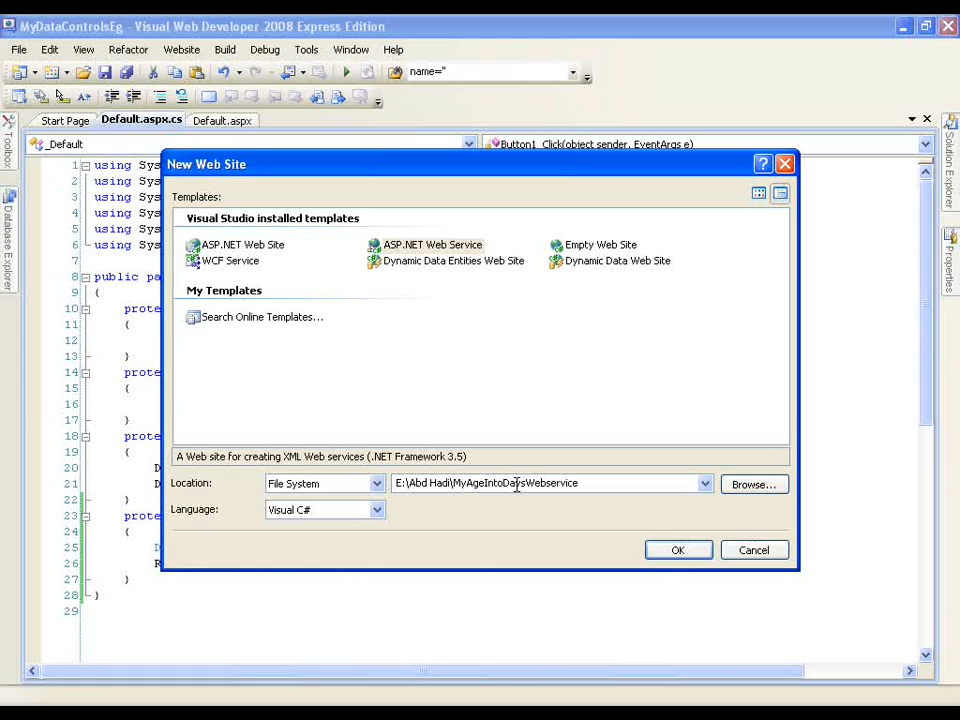 MyDataControlsEg - Visual Web Developer 2008 Express Edition
File Edit View Refactor Website Build Debug Tools Window Help
name="
Start Page Default.aspx.cs Default.aspx
_Default Button1_Click(object sender, EventArgs e)
Toolbox
Database Explorer
Solution Explorer
Properties
1 using Sys
2 using Sys
3 using Sys
4 using Sys
5 using Sys
6 using Sys
7
8 public pa
9 {
10 prote
11 {
12
13 }
14 prote
15 {
16
17 }
18 prote
19 {
20 D
21 D
22 }
23 prote
24 {
25 D
26 R
27 }
28 }
29
New Web Site
Templates:
Visual Studio installed templates
ASP.NET Web Site ASP.NET Web Service Empty Web Site
WCF Service Dynamic Data Entities Web Site Dynamic Data Web Site
My Templates
Search Online Templates...
A Web site for creating XML Web services (.NET Framework 3.5)
Location: File System E:\Abd Hadi\MyAgeIntoDaysWebservice Browse...
Language: Visual C#
OK Cancel